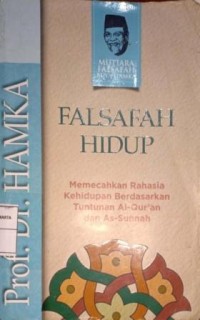 MUTIARA
FALSAFAH
FALSAFAH
HIDUP
Memecahkan Rahasia
Kehidupan Berdasarkan
Tuntunan Al-Qur'an
dan As-Sunnah
Prof. Dr. HAMKA